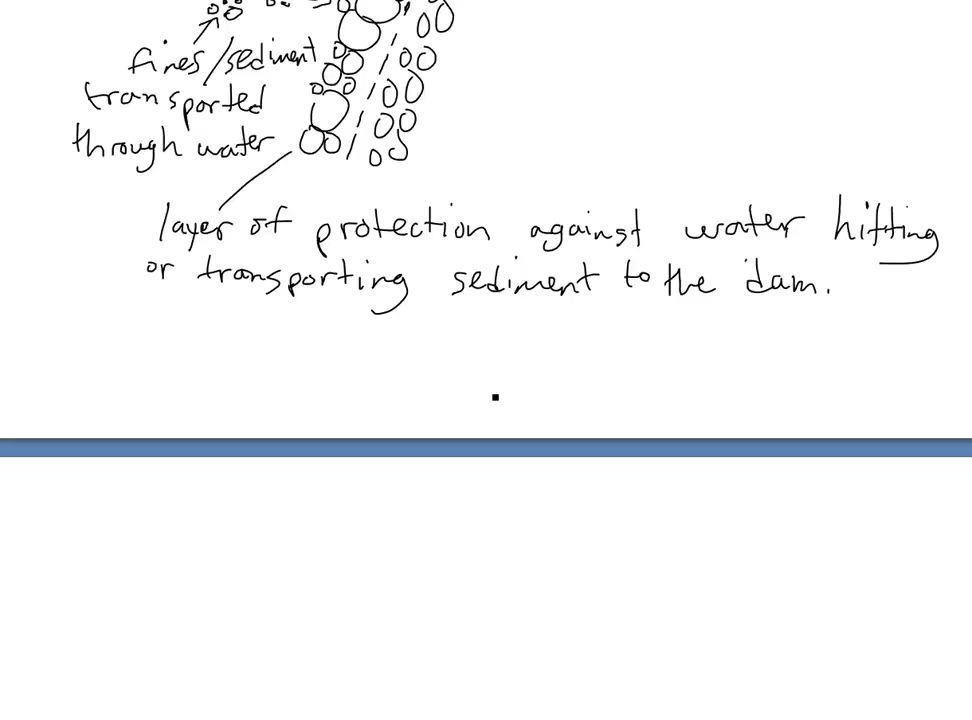 fines/sediment
transported
through water
layer of protection against water hitting
or transporting sediment to the dam.